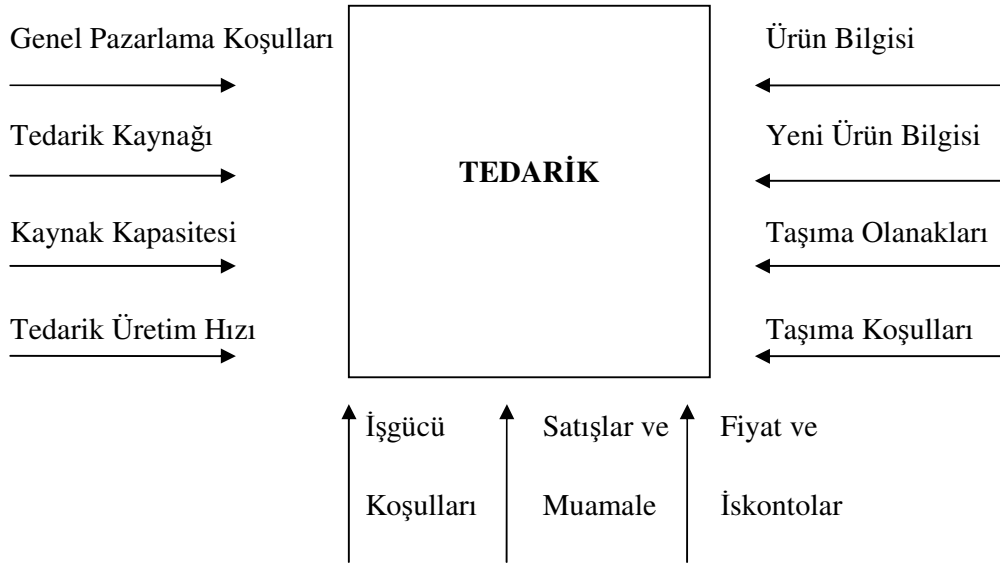 Genel Pazarlama Koşulları
Tedarik Kaynağı
Kaynak Kapasitesi
Tedarik Üretim Hızı
TEDARİK
Ürün Bilgisi
Yeni Ürün Bilgisi
Taşıma Olanakları
Taşıma Koşulları
İşgücü
Koşulları
Satışlar ve
Muamale
Fiyat ve
İskontolar